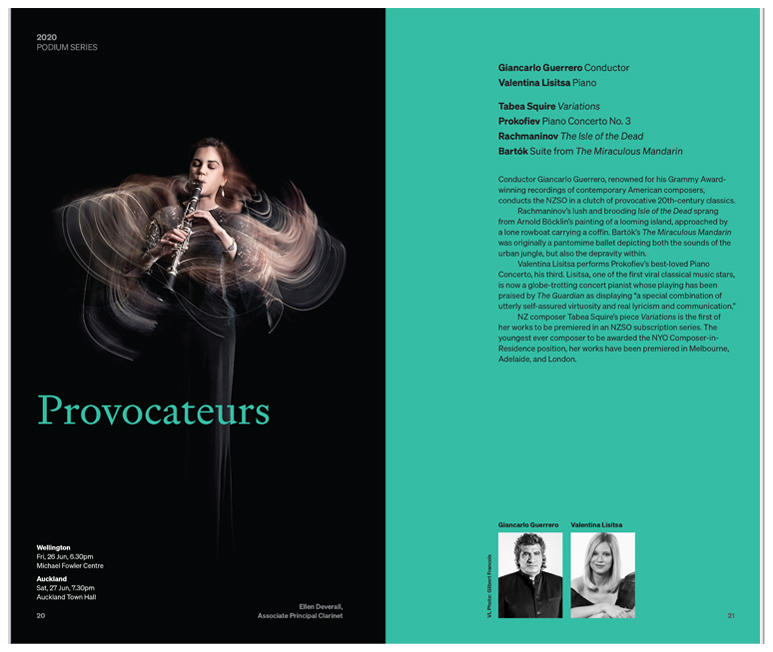 2020
PODIUM SERIES
Provocateurs
Wellington
Fri, 26 Jun, 6.30pm
Michael Fowler Centre
Auckland
Sat, 27 Jun, 7.30pm
Auckland Town Hall
20
Ellen Deverall,
Associate Principal Clarinet
Giancarlo Guerrero Conductor
Valentina Lisitsa Piano
Tabea Squire Variations
Prokofiev Piano Concerto No. 3
Rachmaninov The Isle of the Dead
Bartók Suite from The Miraculous Mandarin
Conductor Giancarlo Guerrero, renowned for his Grammy Award-
winning recordings of contemporary American composers,
conducts the NZSO in a clutch of provocative 20th-century classics.
Rachmaninov's lush and brooding Isle of the Dead sprang
from Arnold Böcklin's painting of a looming island, approached by
a lone rowboat carrying a coffin. Bartók's The Miraculous Mandarin
was originally a pantomime ballet depicting both the sounds of the
urban jungle, but also the depravity within.
Valentina Lisitsa performs Prokofiev's best-loved Piano
Concerto, his third. Lisitsa, one of the first viral classical music stars,
is now a globe-trotting concert pianist whose playing has been
praised by The Guardian as displaying "a special combination of
utterly self-assured virtuosity and real lyricism and communication."
NZ composer Tabea Squire's piece Variations is the first of
her works to be premiered in an NZSO subscription series. The
youngest ever composer to be awarded the NYO Composer-in-
Residence position, her works have been premiered in Melbourne,
Adelaide, and London.
Giancarlo Guerrero
Valentina Lisitsa
VL Photo: Gilbert Francois
21